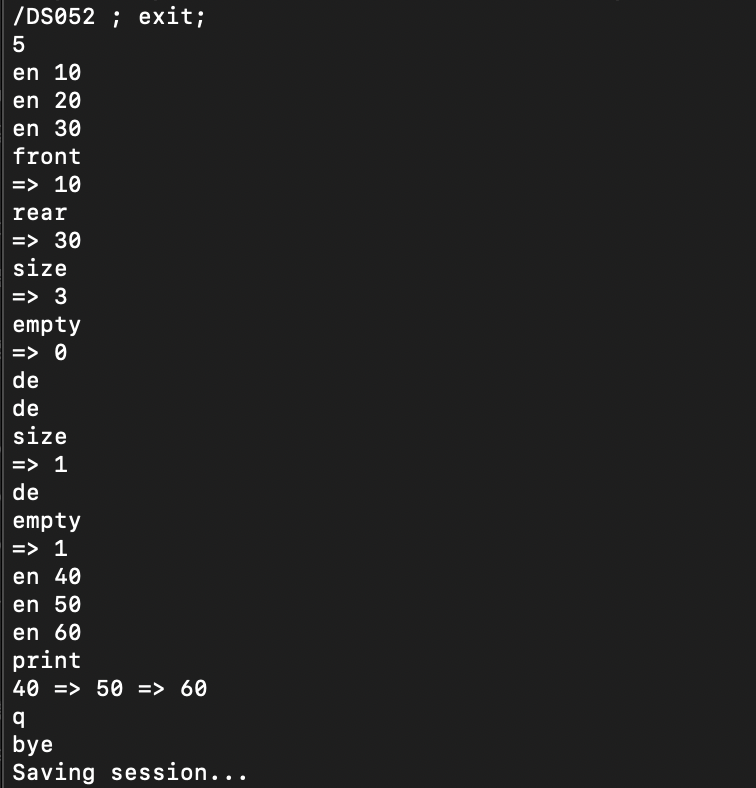 /DS052 ; exit;
5
en 10
en 20
en 30
front
=> 10
rear
=> 30
size
=> 3
empty
=> 0
de
de
size
=> 1
de
empty
=> 1
en 40
en 50
en 60
print
40 => 50 => 60
q
bye
Saving session...